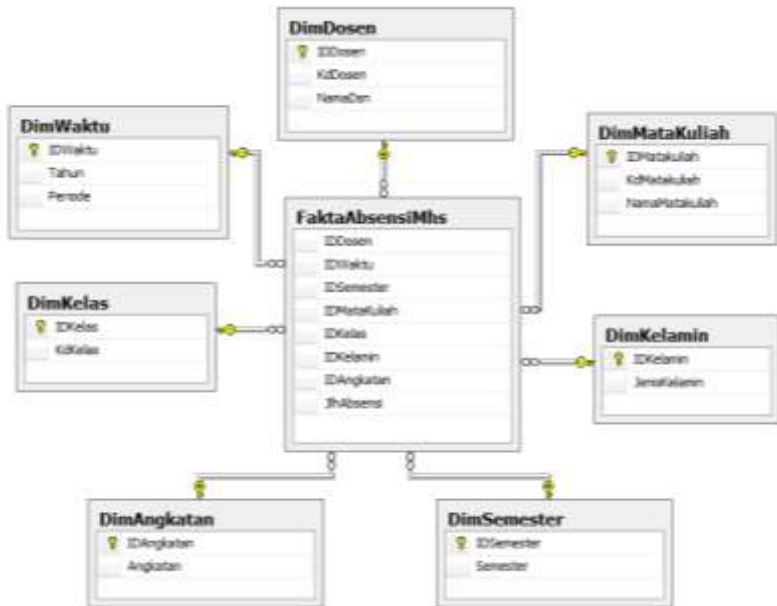 DimDosen
IDDosen
KdDosen
NamaDsn
DimWaktu
IDWaktu
Tahun
Periode
DimMataKuliah
IDMatakuliah
KdMatakuliah
NamaMatakuliah
FaktaAbsensiMhs
IDDosen
IDWaktu
IDSemester
IDMataKuliah
IDKelas
IDKelamin
IDAngkatan
JlhAbsensi
DimKelas
IDKelas
KdKelas
DimKelamin
IDKelamin
JenisKelamin
DimAngkatan
IDAngkatan
Angkatan
DimSemester
IDSemester
Semester